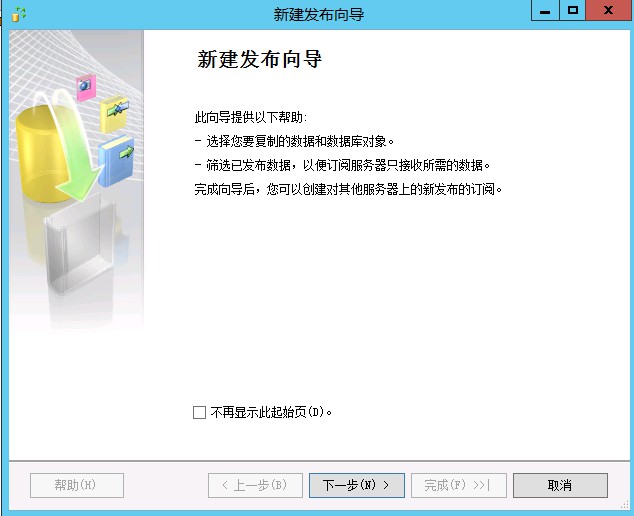 新建发布向导
新建发布向导
此向导提供以下帮助:
- 选择您要复制的数据和数据库对象。
- 筛选已发布数据，以便订阅服务器只接收所需的数据。
完成向导后，您可以创建对其他服务器上的新发布的订阅。
不再显示此起始页(D)。
帮助(H)
< 上一步(B)
下一步(N) >
完成(F) >>|
取消